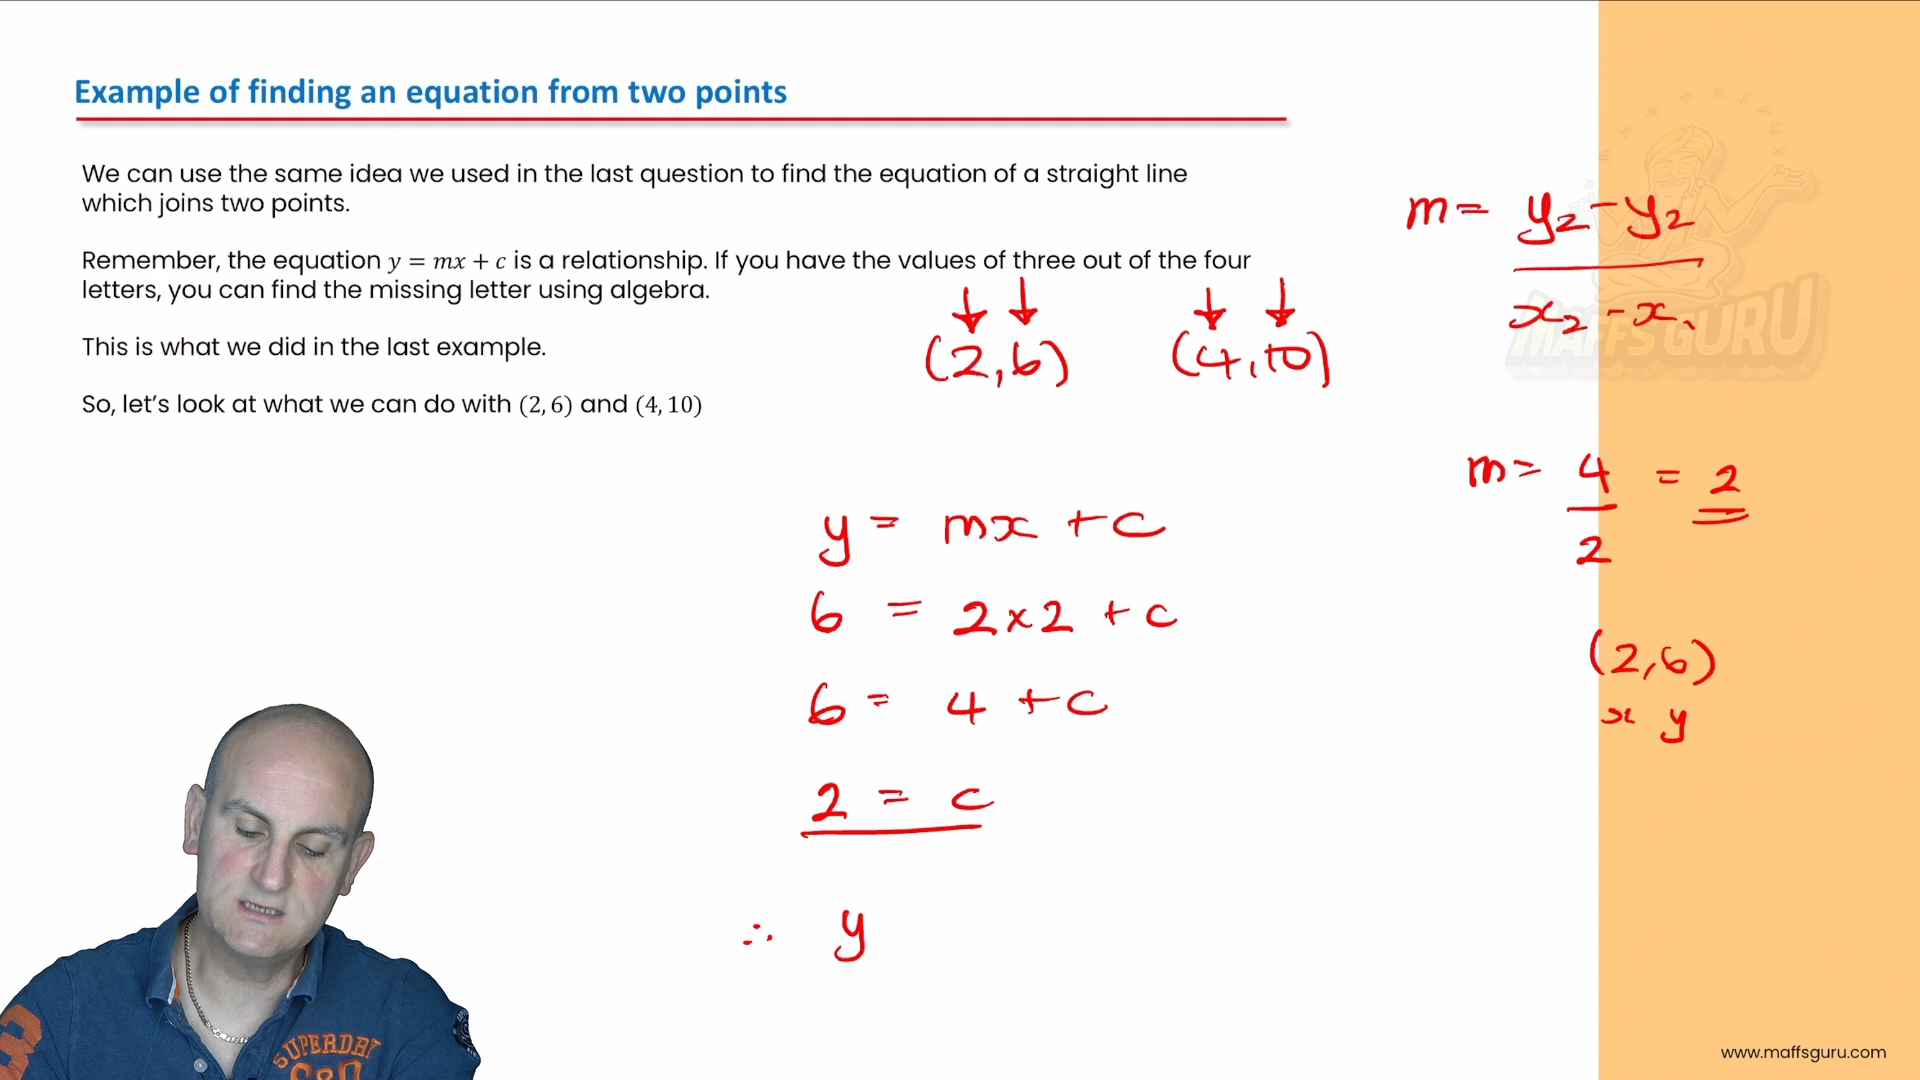 Example of finding an equation from two points
We can use the same idea we used in the last question to find the equation of a straight line
which joins two points.
Remember, the equation y = mx + c is a relationship. If you have the values of three out of the four
letters, you can find the missing letter using algebra.
This is what we did in the last example.
So, let's look at what we can do with (2, 6) and (4, 10)
(2, 6) (4, 10)
y = mx + c
6 = 2 × 2 + c
6 = 4 + c
2 = c
∴ y
m = y₂ - y₂
x₂ - x₁
m = 4 = 2
2
(2, 6)
x y
MAFFS GURU
SUPERDRY
www.maffsguru.com